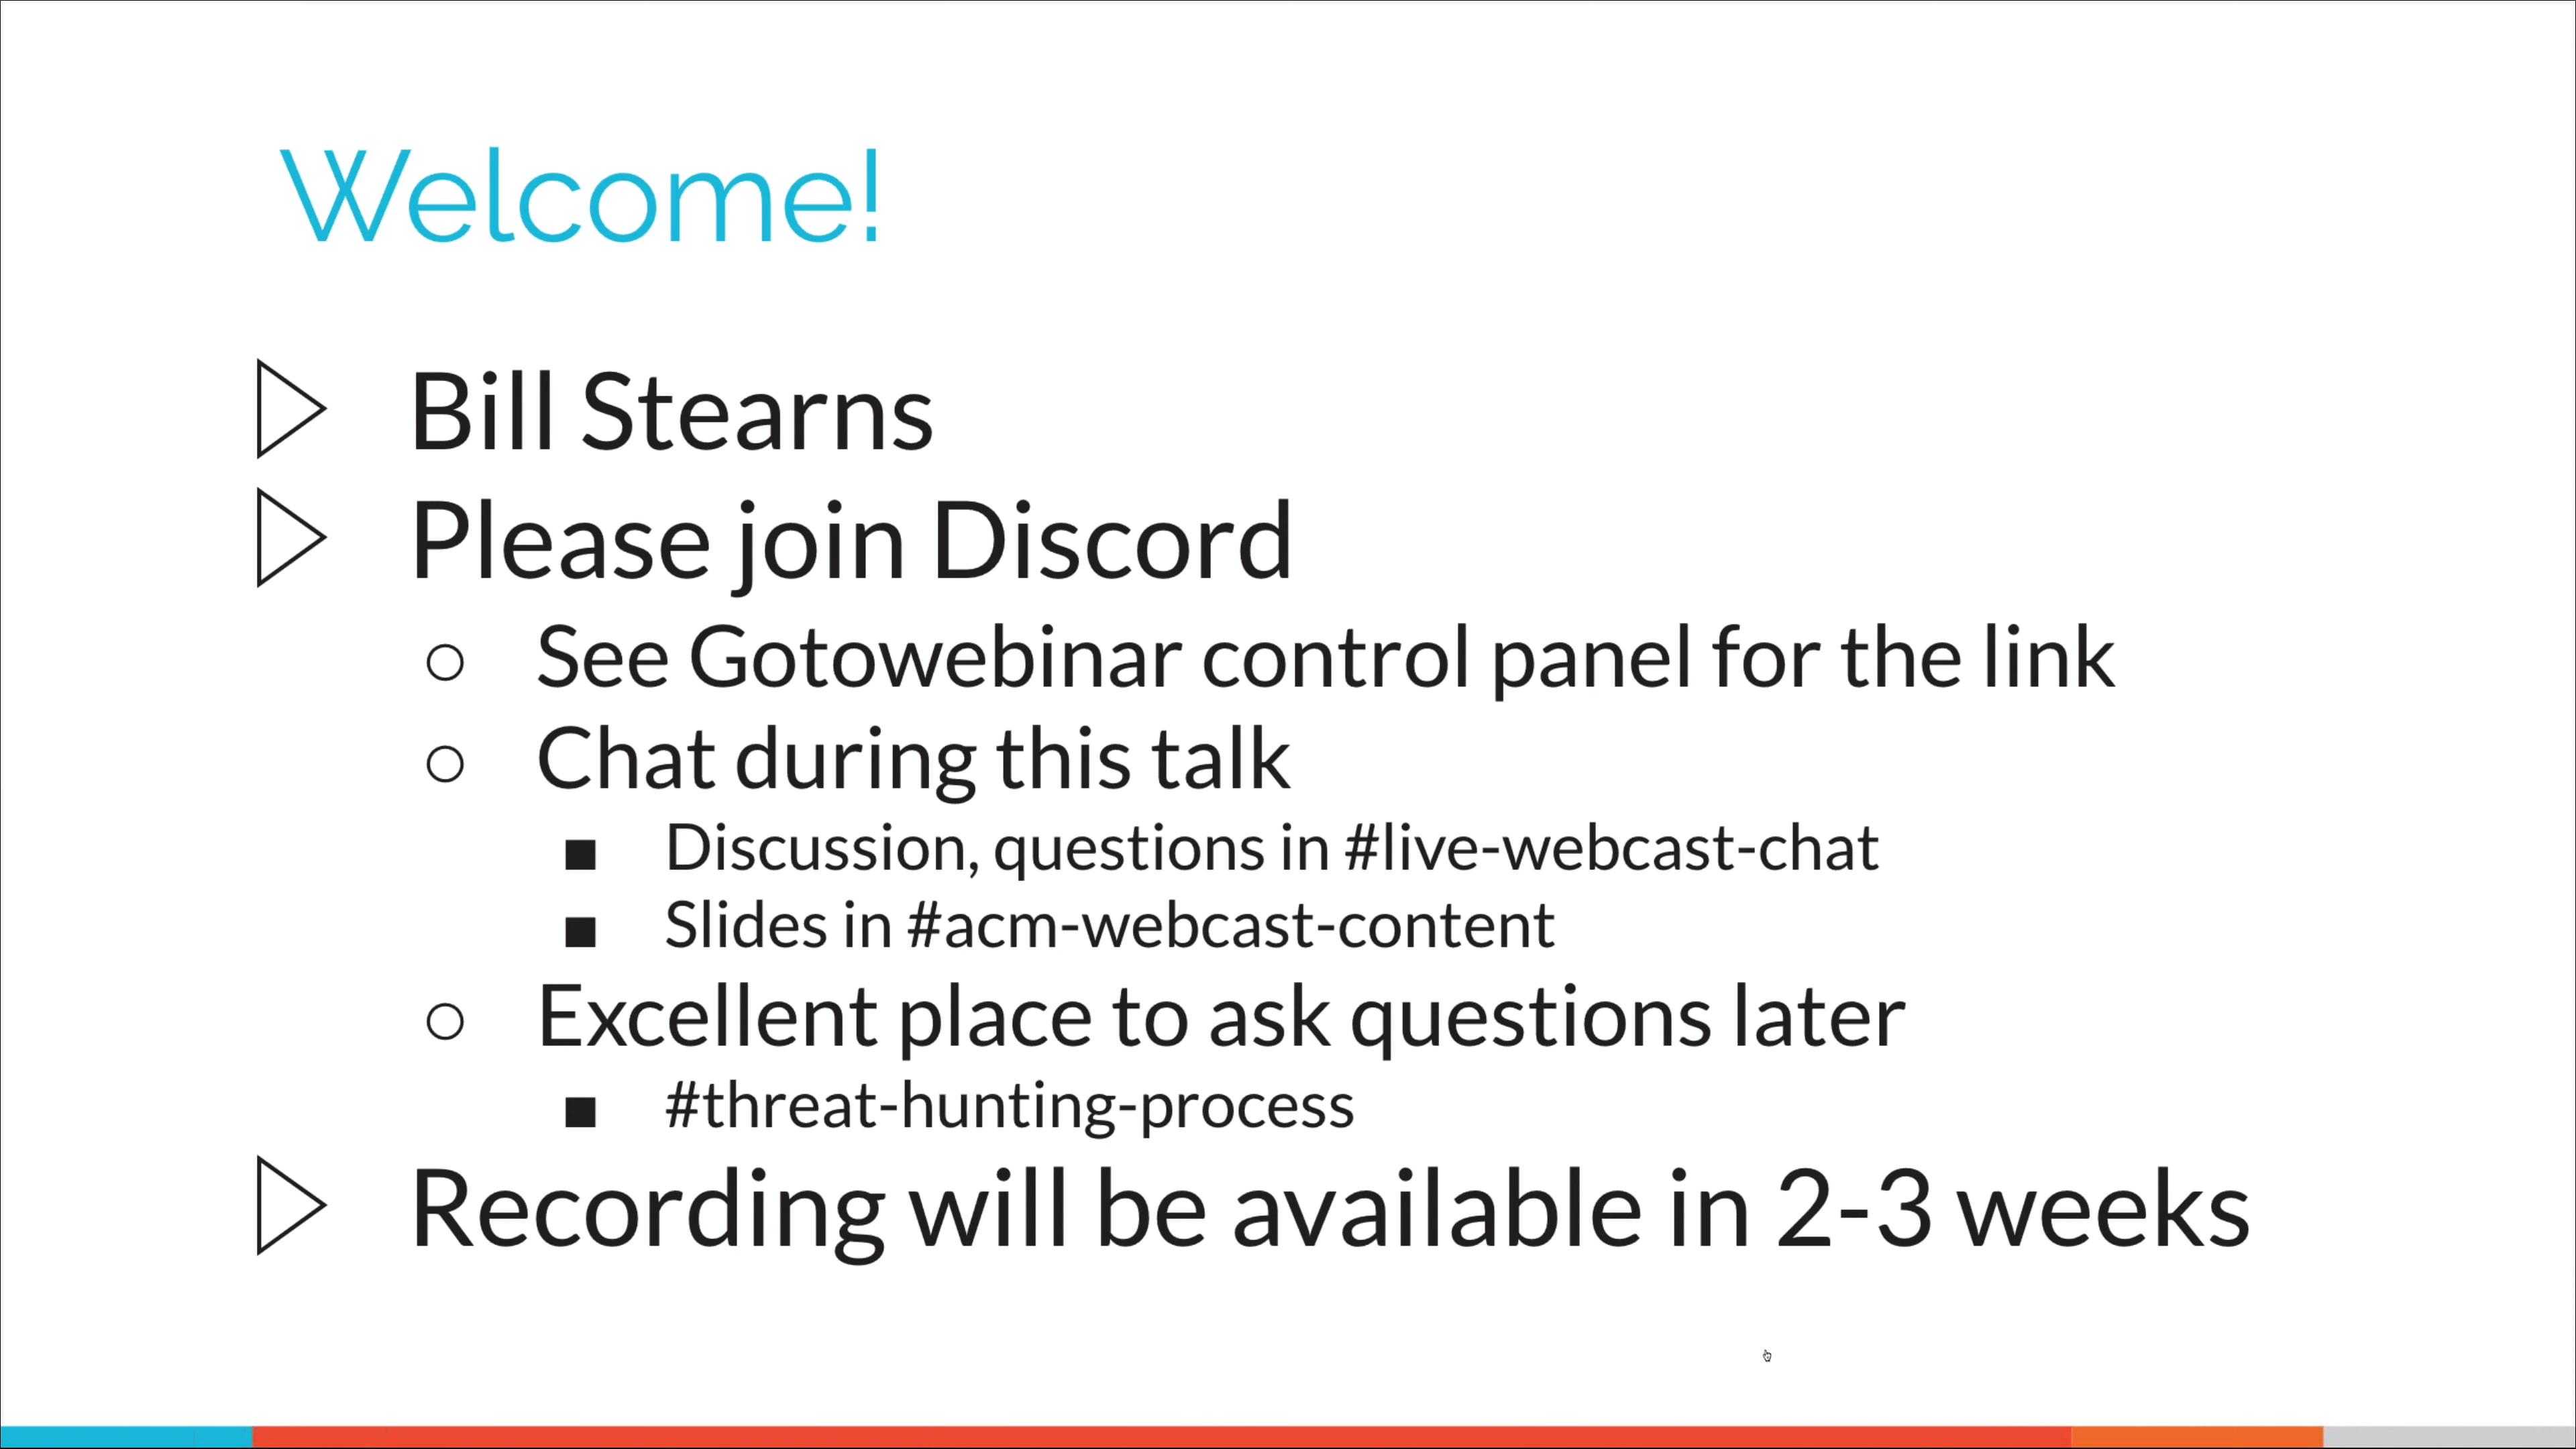 Welcome!
Bill Stearns
Please join Discord
See Gotowebinar control panel for the link
Chat during this talk
Discussion, questions in #live-webcast-chat
Slides in #acm-webcast-content
Excellent place to ask questions later
#threat-hunting-process
Recording will be available in 2-3 weeks